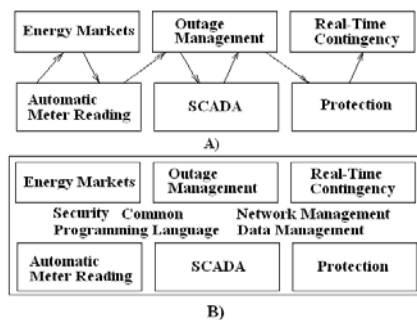 Energy Markets
Outage
Management
Real-Time
Contingency
Automatic
Meter Reading
SCADA
Protection
A)
Energy Markets
Outage
Management
Real-Time
Contingency
Security Common Network Management
Programming Language Data Management
Automatic
Meter Reading
SCADA
Protection
B)